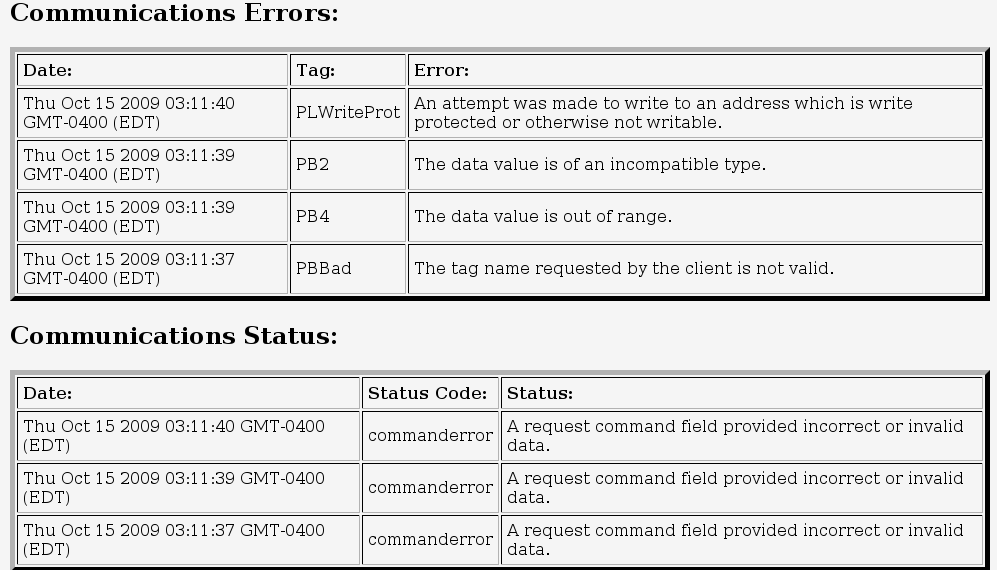 Communications Errors:
Date: Tag: Error:
Thu Oct 15 2009 03:11:40
GMT-0400 (EDT)
PLWriteProt
An attempt was made to write to an address which is write
protected or otherwise not writable.
Thu Oct 15 2009 03:11:39
GMT-0400 (EDT)
PB2
The data value is of an incompatible type.
Thu Oct 15 2009 03:11:39
GMT-0400 (EDT)
PB4
The data value is out of range.
Thu Oct 15 2009 03:11:37
GMT-0400 (EDT)
PBBad
The tag name requested by the client is not valid.
Communications Status:
Date: Status Code: Status:
Thu Oct 15 2009 03:11:40 GMT-0400
(EDT)
commanderror
A request command field provided incorrect or invalid
data.
Thu Oct 15 2009 03:11:39 GMT-0400
(EDT)
commanderror
A request command field provided incorrect or invalid
data.
Thu Oct 15 2009 03:11:37 GMT-0400
(EDT)
commanderror
A request command field provided incorrect or invalid
data.